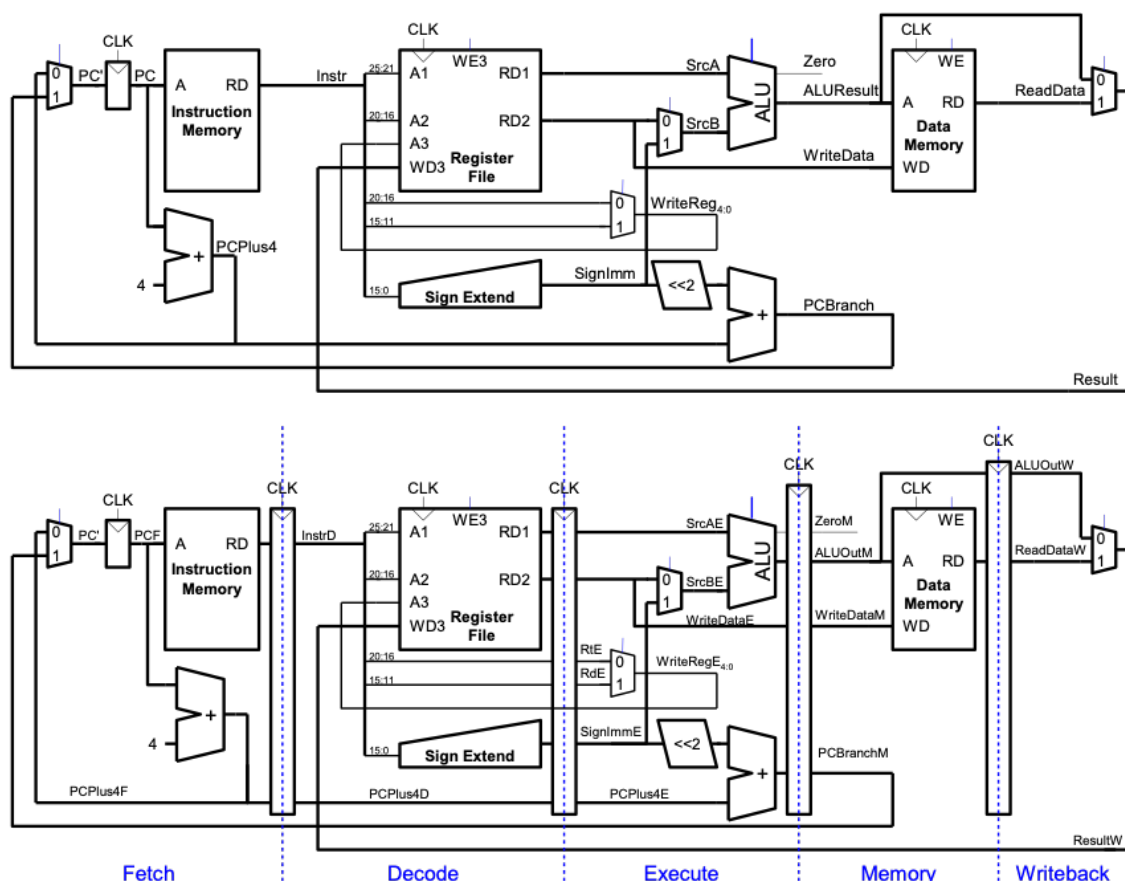 CLK CLK CLK
0 1 PC' PC A RD Instr 25:21 A1 WE3 RD1 SrcA Zero WE
Instruction Memory
20:16 A2 RD2 0 1 SrcB ALU ALUResult A RD ReadData 0 1
A3 Data Memory
WD3 Register File WriteData WD
20:16 0 WriteReg4:0
15:11 1
+ PCPlus4
4 15:0 Sign Extend SignImm <<2
+ PCBranch
Result
CLK ALUOutW
CLK
CLK CLK CLK CLK CLK
0 1 PC' PCF A RD InstrD 25:21 A1 WE3 RD1 SrcAE ZeroM WE
Instruction Memory
20:16 A2 RD2 0 1 SrcBE ALU ALUOutM A RD ReadDataW 0 1
A3 Data Memory
WD3 Register File WriteDataE WriteDataM WD
20:16 RtE 0 WriteRegE4:0
15:11 RdE 1
+
4 15:0 Sign Extend SignImmE <<2
+ PCBranchM
PCPlus4F PCPlus4D PCPlus4E
ResultW
Fetch Decode Execute Memory Writeback